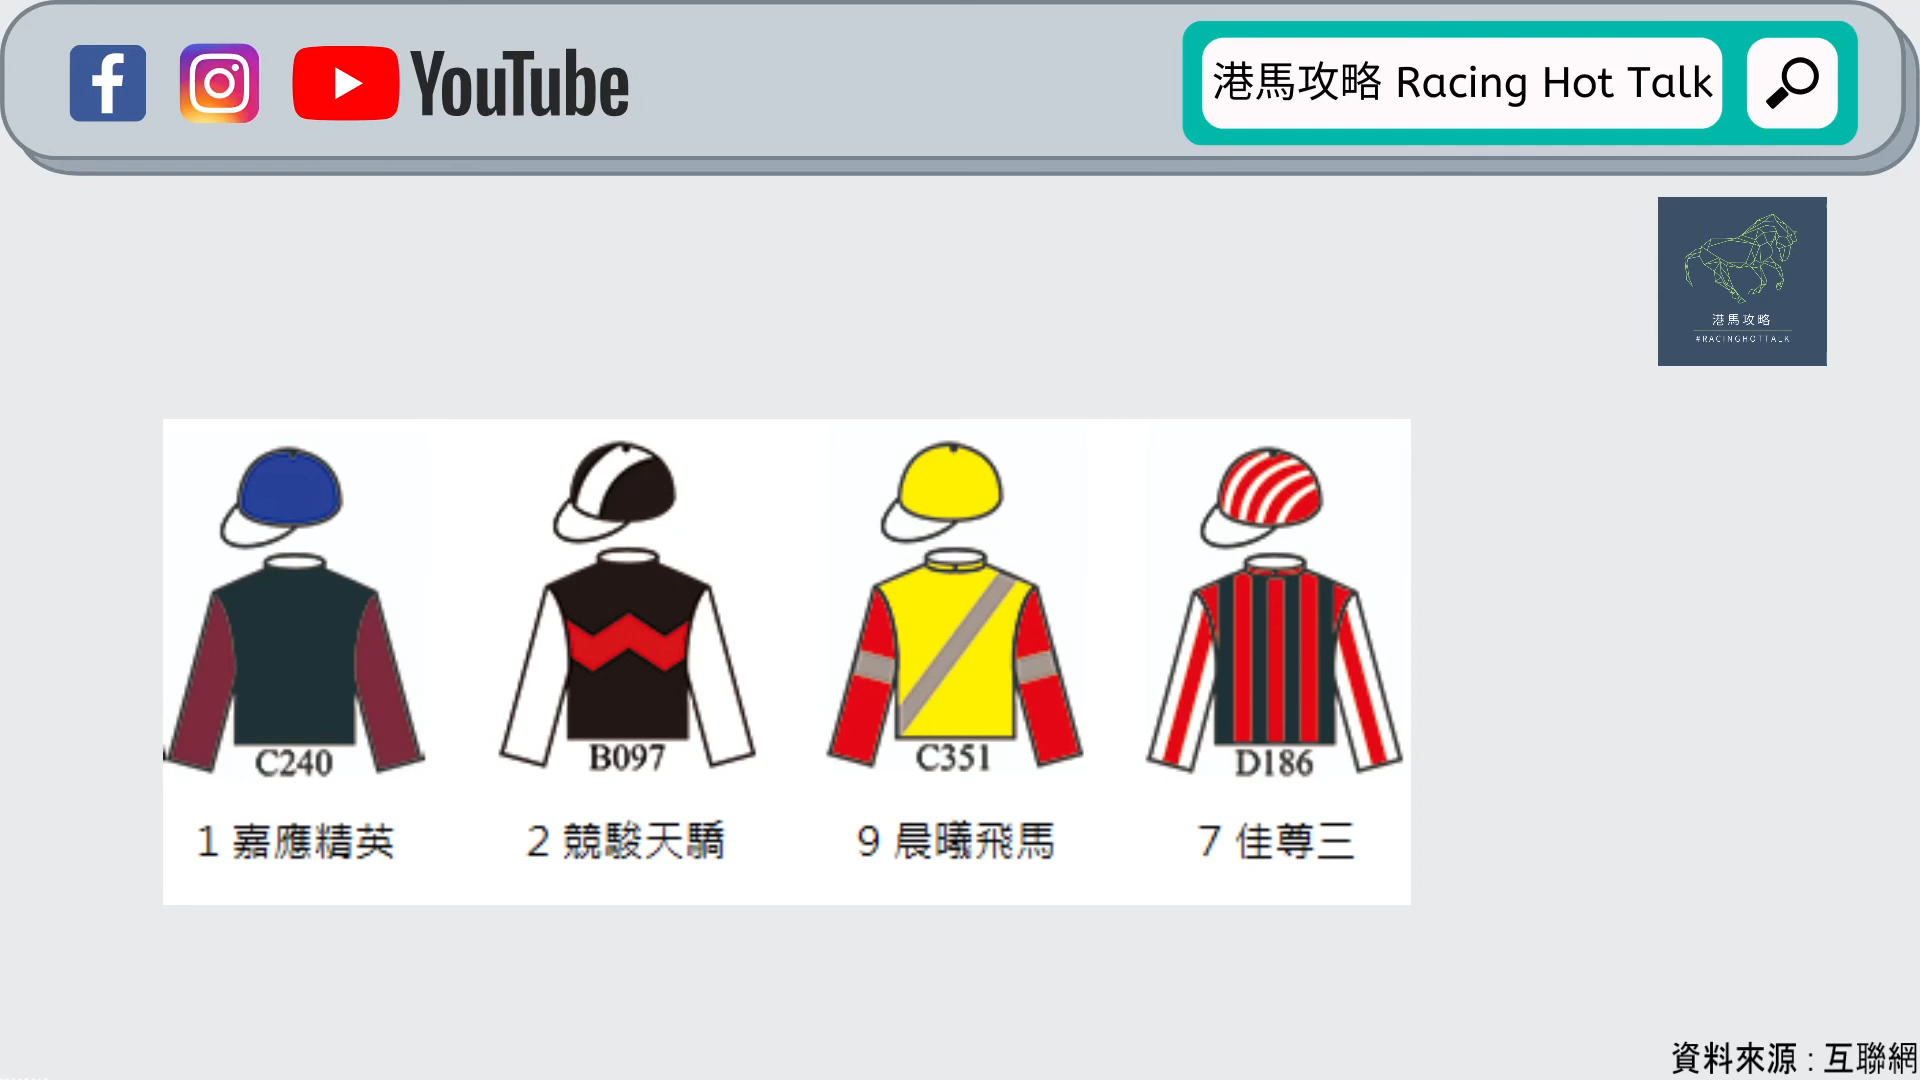 YouTube
港馬攻略 Racing Hot Talk
港馬攻略
#RACINGHOTTALK
C240
B097
C351
D186
1 嘉應精英
2 競駿天驕
9 晨曦飛馬
7 佳尊三
資料來源 : 互聯網